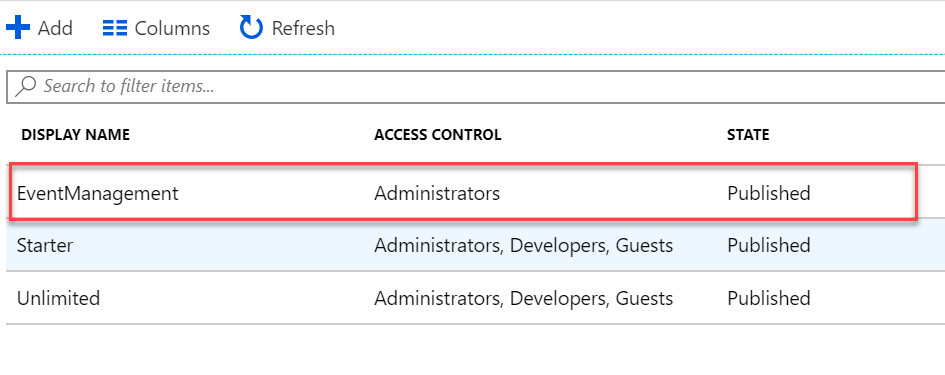 Add Columns Refresh
Search to filter items...
DISPLAY NAME ACCESS CONTROL STATE
EventManagement Administrators Published
Starter Administrators, Developers, Guests Published
Unlimited Administrators, Developers, Guests Published